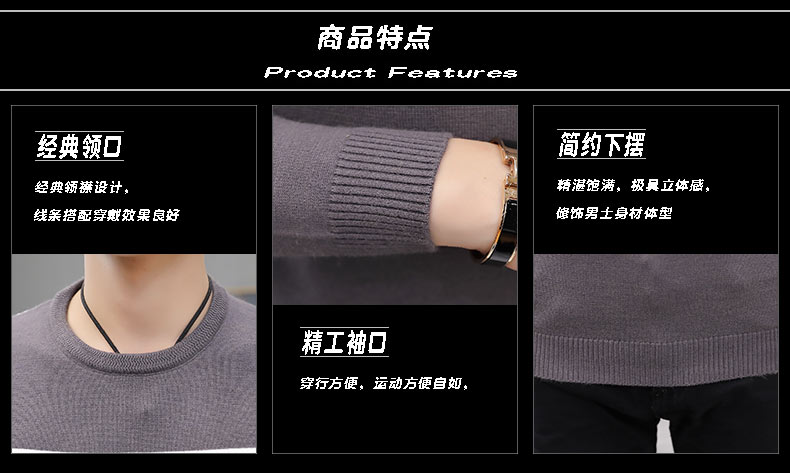 商品特点
Product Features
经典领口
经典领襟设计，
线条搭配穿戴效果良好
精工袖口
穿行方便，运动方便自如，
简约下摆
精湛饱满，极具立体感，
修饰男士身材体型